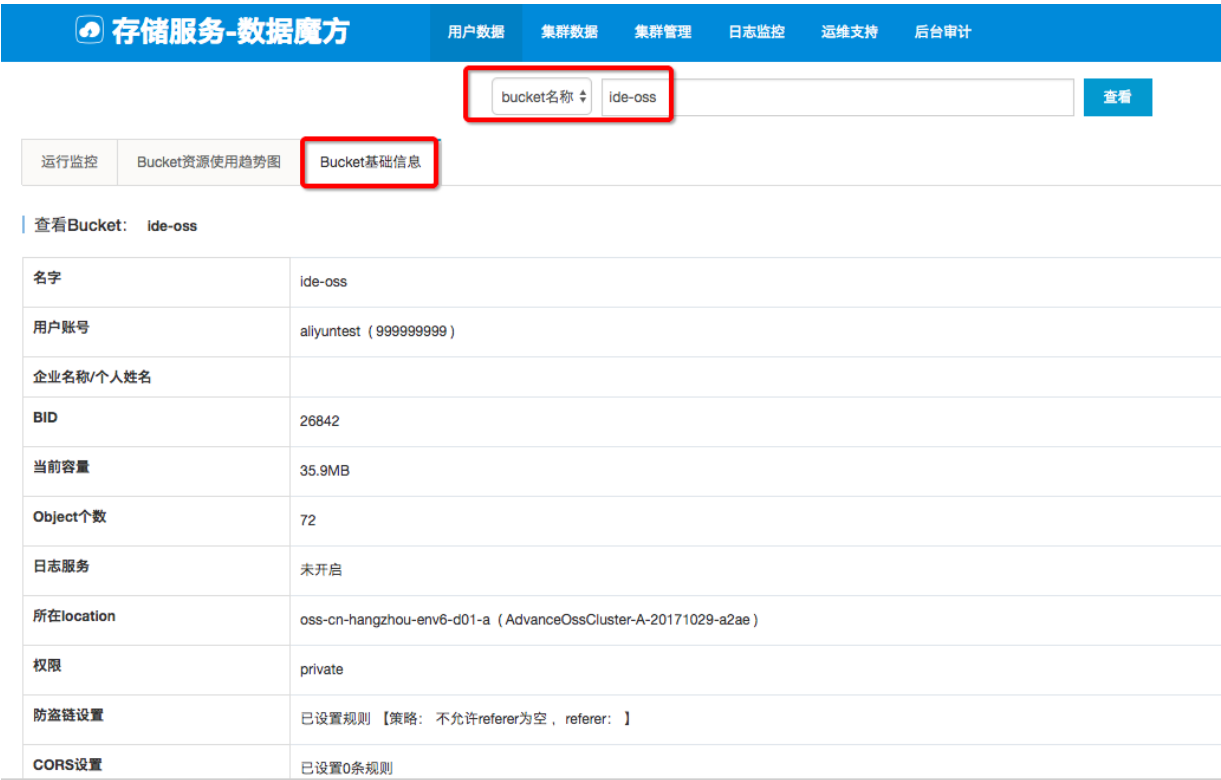 存储服务-数据魔方 用户数据 集群数据 集群管理 日志监控 运维支持 后台审计
bucket名称 ide-oss 查看
运行监控 Bucket资源使用趋势图 Bucket基础信息
查看Bucket： ide-oss
名字 ide-oss
用户账号 aliyuntest（999999999）
企业名称/个人姓名
BID 26842
当前容量 35.9MB
Object个数 72
日志服务 未开启
所在location oss-cn-hangzhou-env6-d01-a（AdvanceOssCluster-A-20171029-a2ae）
权限 private
防盗链设置 已设置规则 【策略： 不允许referer为空，referer： 】
CORS设置 已设置0条规则